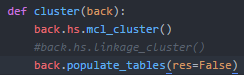 def cluster(back):
    back.hs.mcl_cluster()
    #back.hs.linkage_cluster()
    back.populate_tables(res=False)